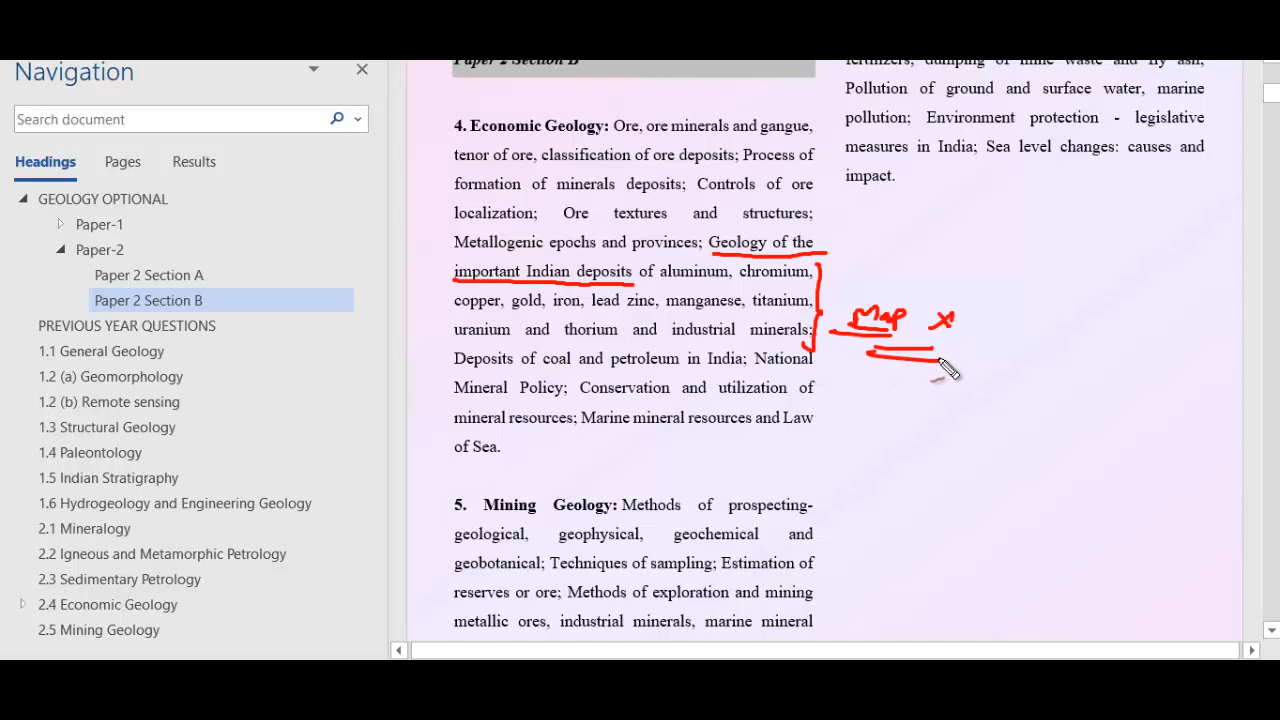 Navigation
Search document
Headings Pages Results
GEOLOGY OPTIONAL
Paper-1
Paper-2
Paper 2 Section A
Paper 2 Section B
PREVIOUS YEAR QUESTIONS
1.1 General Geology
1.2 (a) Geomorphology
1.2 (b) Remote sensing
1.3 Structural Geology
1.4 Paleontology
1.5 Indian Stratigraphy
1.6 Hydrogeology and Engineering Geology
2.1 Mineralogy
2.2 Igneous and Metamorphic Petrology
2.3 Sedimentary Petrology
2.4 Economic Geology
2.5 Mining Geology
Paper 2 Section B
4. Economic Geology: Ore, ore minerals and gangue,
tenor of ore, classification of ore deposits; Process of
formation of minerals deposits; Controls of ore
localization; Ore textures and structures;
Metallogenic epochs and provinces; Geology of the
important Indian deposits of aluminum, chromium,
copper, gold, iron, lead zinc, manganese, titanium,
uranium and thorium and industrial minerals;
Deposits of coal and petroleum in India; National
Mineral Policy; Conservation and utilization of
mineral resources; Marine mineral resources and Law
of Sea.
5. Mining Geology: Methods of prospecting-
geological, geophysical, geochemical and
geobotanical; Techniques of sampling; Estimation of
reserves or ore; Methods of exploration and mining
metallic ores, industrial minerals, marine mineral
fertilizers, dumping of mine waste and fly ash,
Pollution of ground and surface water, marine
pollution; Environment protection - legislative
measures in India; Sea level changes: causes and
impact.
Map